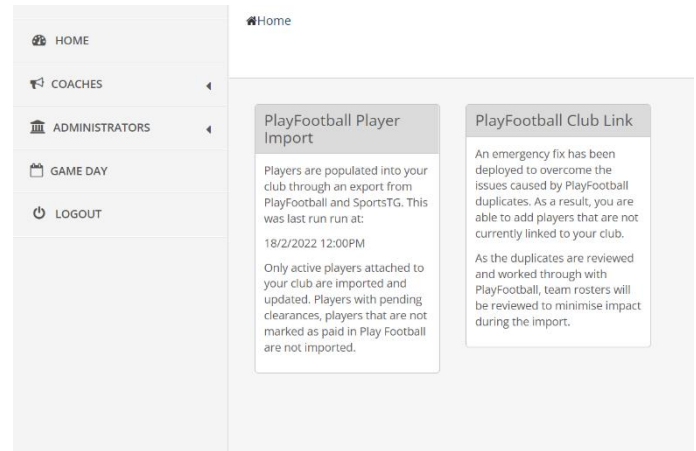 Home
HOME
COACHES
ADMINISTRATORS
GAME DAY
LOGOUT
PlayFootball Player
Import
Players are populated into your
club through an export from
PlayFootball and SportsTG. This
was last run run at:
18/2/2022 12:00PM
Only active players attached to
your club are imported and
updated. Players with pending
clearances, players that are not
marked as paid in Play Football
are not imported.
PlayFootball Club Link
An emergency fix has been
deployed to overcome the
issues caused by PlayFootball
duplicates. As a result, you are
able to add players that are not
currently linked to your club.
As the duplicates are reviewed
and worked through with
PlayFootball, team rosters will
be reviewed to minimise impact
during the import.